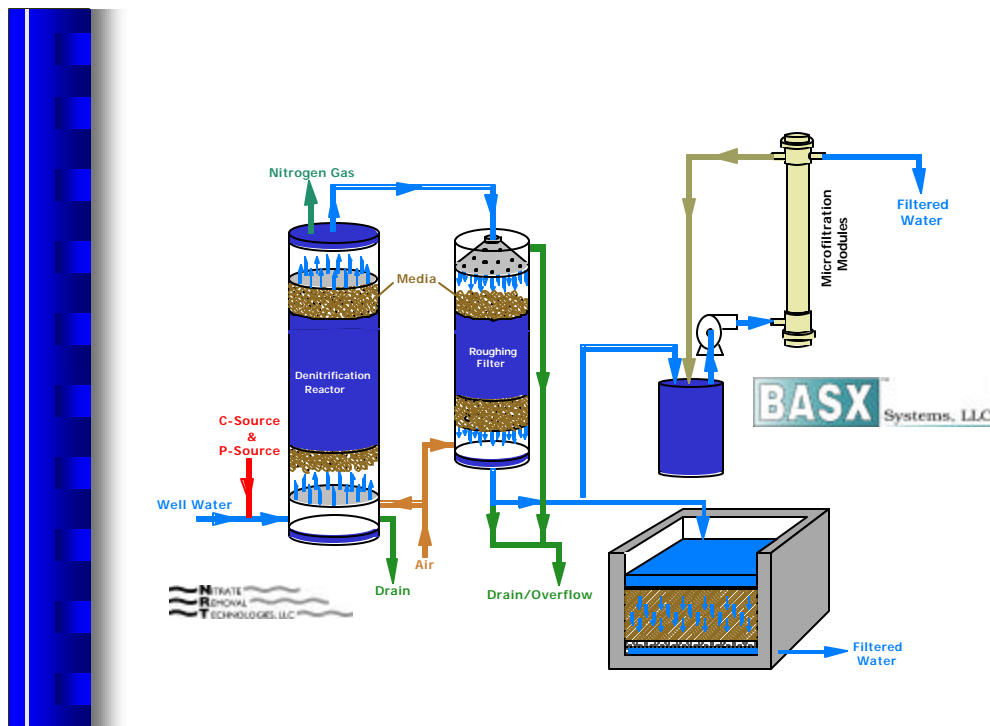 Nitrogen Gas
Media
Microfiltration
Modules
Filtered
Water
Denitrification
Reactor
Roughing
Filter
BASX Systems, LLC
C-Source
&
P-Source
Well Water
Air
Drain
Drain/Overflow
NITRATE
REMOVAL
TECHNOLOGIES, LLC
Filtered
Water